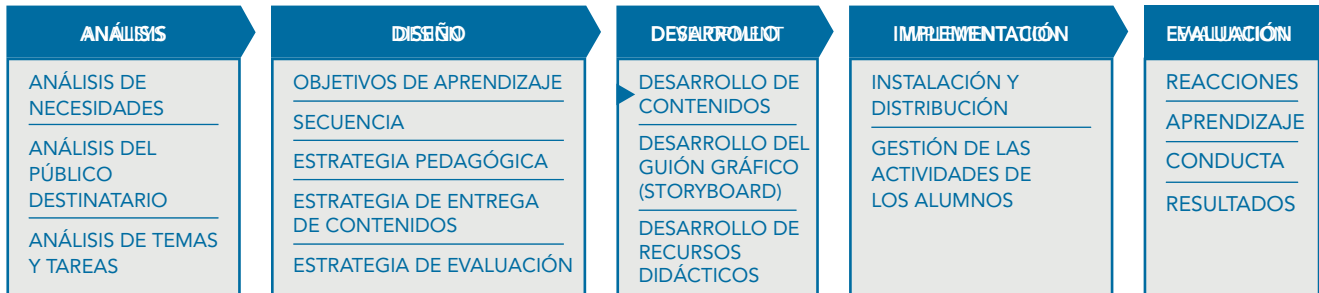 ANÁLISIS
ANÁLISIS DE
NECESIDADES
ANÁLISIS DEL
PÚBLICO
DESTINATARIO
ANÁLISIS DE TEMAS
Y TAREAS
DISEÑO
OBJETIVOS DE APRENDIZAJE
SECUENCIA
ESTRATEGIA PEDAGÓGICA
ESTRATEGIA DE ENTREGA
DE CONTENIDOS
ESTRATEGIA DE EVALUACIÓN
DESARROLLO
DESARROLLO DE
CONTENIDOS
DESARROLLO DEL
GUIÓN GRÁFICO
(STORYBOARD)
DESARROLLO DE
RECURSOS
DIDÁCTICOS
IMPLEMENTACIÓN
INSTALACIÓN Y
DISTRIBUCIÓN
GESTIÓN DE LAS
ACTIVIDADES DE
LOS ALUMNOS
EVALUACIÓN
REACCIONES
APRENDIZAJE
CONDUCTA
RESULTADOS